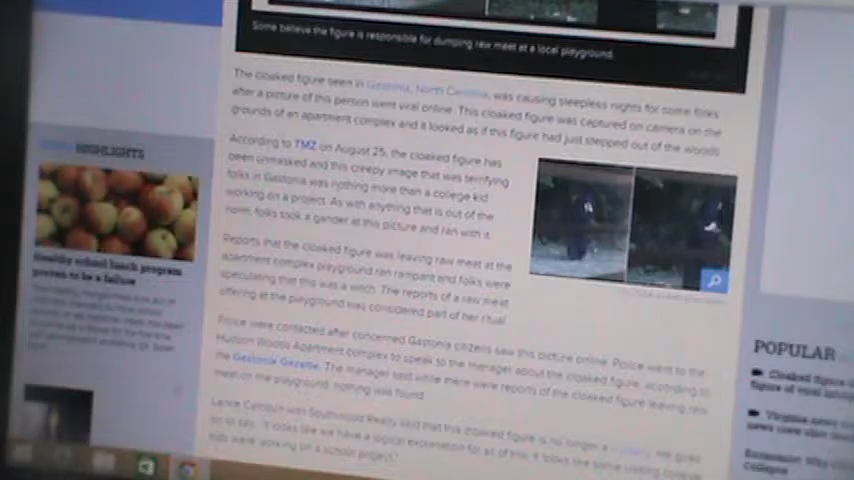 Some believe the figure is responsible for dumping raw meat at a local playground.
The cloaked figure seen in Gastonia, North Carolina, was causing sleepless nights for some folks
after a picture of this person went viral online. This cloaked figure was captured on camera on the
grounds of an apartment complex and it looked as if this figure had just stepped out of the woods
According to TMZ on August 25, the cloaked figure has
been unmasked and this creepy image that was terrifying
folks in Gastonia was nothing more than a college kid
working on a project. As with anything that is out of the
norm, folks took a gander at this picture and ran with it.
Reports that the cloaked figure was leaving raw meat at the
apartment complex playground ran rampant and folks were
speculating that this was a witch. The reports of a raw meat
offering at the playground was considered part of her ritual.
Police were contacted after concerned Gastonia citizens saw this picture online. Police went to the
Hudson Woods Apartment complex to speak to the manager about the cloaked figure, according to
the Gastonia Gazette. The manager said while there were reports of the cloaked figure leaving raw
meat on the playground, nothing was found.
Lance Campun with Southwood Realty said that this cloaked figure is no longer a mystery. He goes
on to say: "It looks like we have a logical explanation for all of this. It looks like some visiting college
kids were working on a school project."
HIGHLIGHTS
Healthy school lunch program
proven to be a failure
POPULAR
Cloaked figure
figure of viral
Virginia news
news crew
Economist: Why
collapse